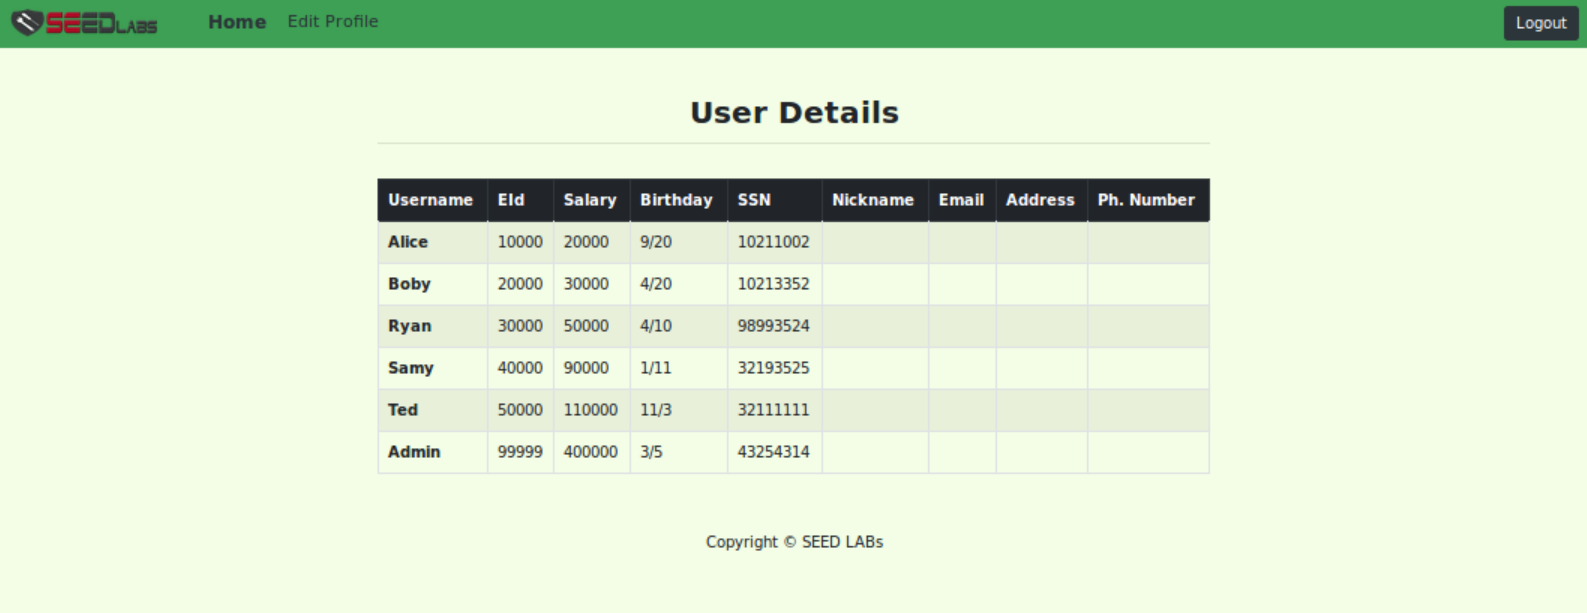 SEEDLABS Home Edit Profile Logout
User Details
Username EId Salary Birthday SSN Nickname Email Address Ph. Number
Alice 10000 20000 9/20 10211002
Boby 20000 30000 4/20 10213352
Ryan 30000 50000 4/10 98993524
Samy 40000 90000 1/11 32193525
Ted 50000 110000 11/3 32111111
Admin 99999 400000 3/5 43254314
Copyright © SEED LABs